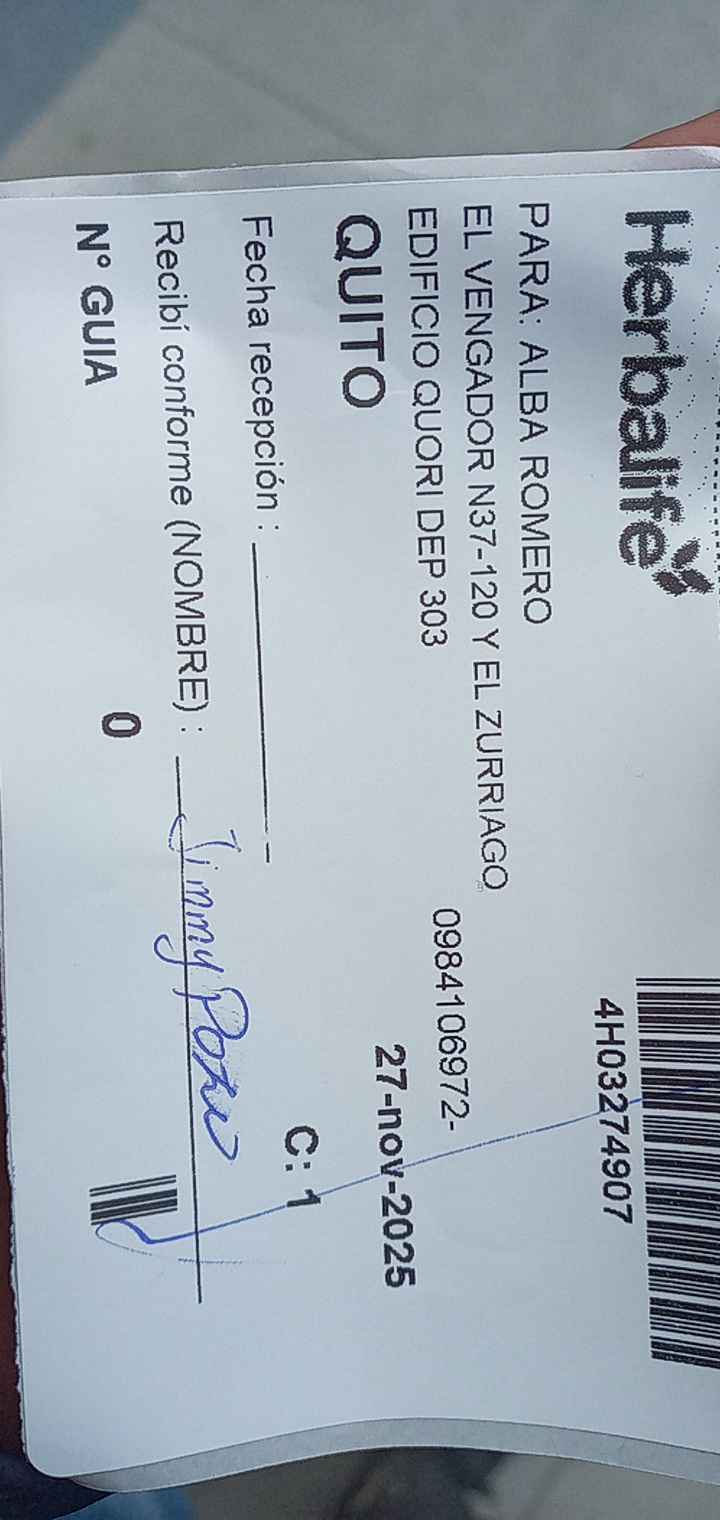 Herbalife
4H03274907
PARA: ALBA ROMERO
EL VENGADOR N37-120 Y EL ZURRIAGO
EDIFICIO QUORI DEP 303
0984106972-
QUITO
27-nov-2025
Fecha recepción :
C: 1
Recibí conforme (NOMBRE) : Jimmy
N° GUIA
0